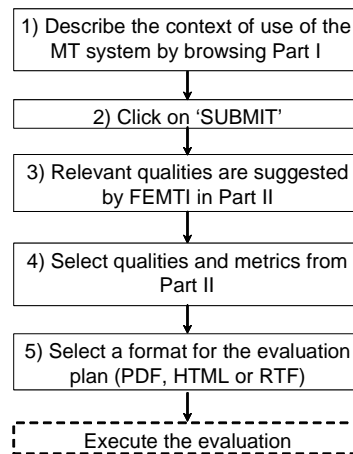 1) Describe the context of use of the
MT system by browsing Part I
2) Click on ‘SUBMIT’
3) Relevant qualities are suggested
by FEMTI in Part II
4) Select qualities and metrics from
Part II
5) Select a format for the evaluation
plan (PDF, HTML or RTF)
Execute the evaluation